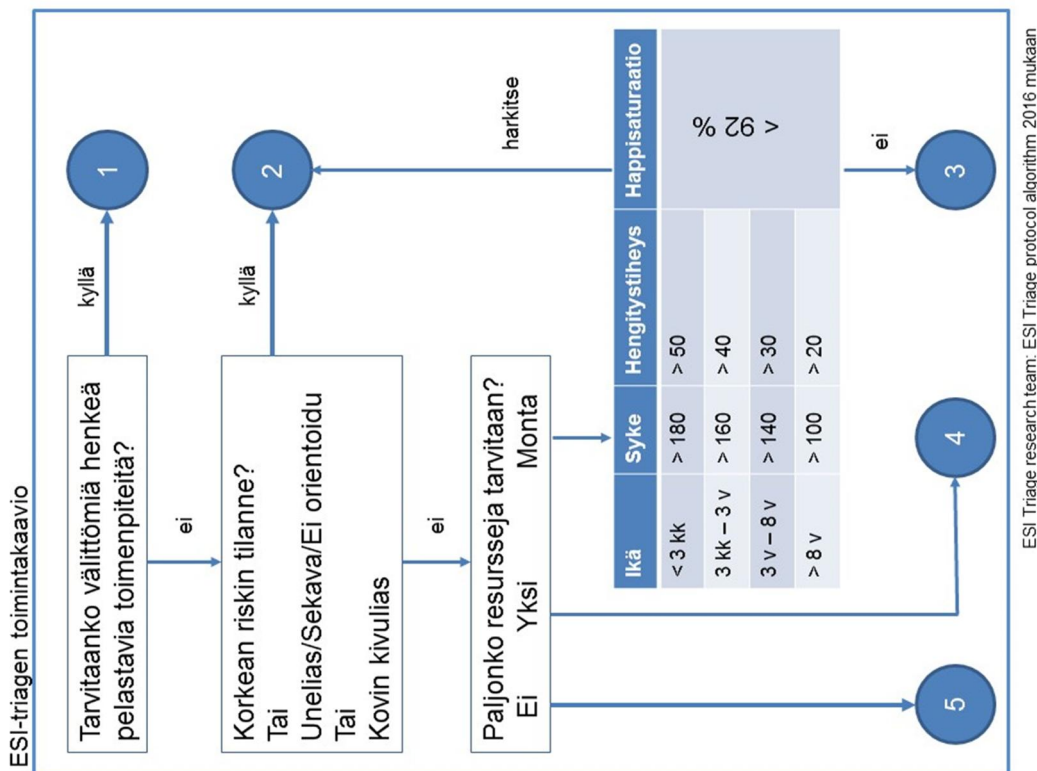 ESI-triagen toimintakaavio
Tarvitaanko välittömiä henkeä
pelastavia toimenpiteitä?
kyllä
1
ei
Korkean riskin tilanne?
Tai
Unelias/Sekava/Ei orientoidu
Tai
Kovin kivulias
kyllä
2
ei
harkitse
Paljonko resursseja tarvitaan?
Ei Yksi Monta
Ikä Syke Hengitystiheys Happisaturaatio
< 3 kk > 180 > 50
3 kk – 3 v > 160 > 40
3 v – 8 v > 140 > 30
> 8 v > 100 > 20
< 92 %
ei
5
4
3
ESI Triage research team: ESI Triage protocol algorithm 2016 mukaan